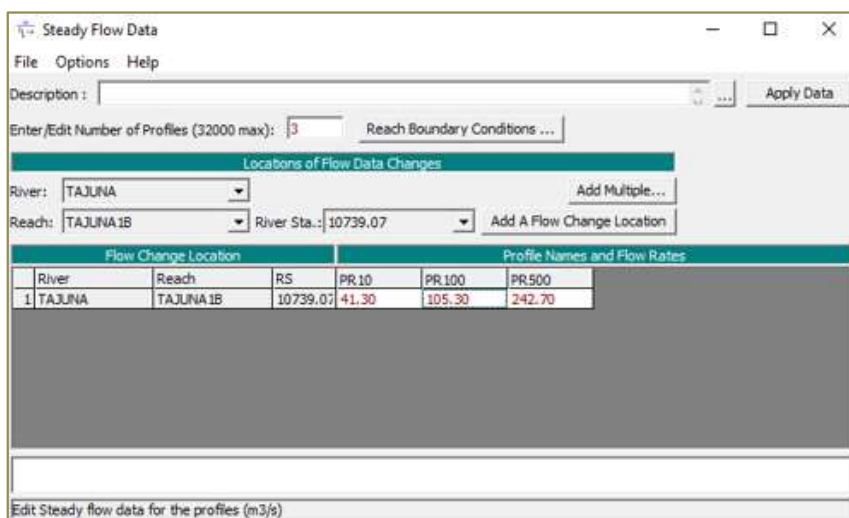 Steady Flow Data
File Options Help
Description : ... Apply Data
Enter/Edit Number of Profiles (32000 max): 3 Reach Boundary Conditions ...
Locations of Flow Data Changes
River: TAJUNA Add Multiple...
Reach: TAJUNA1B River Sta.: 10739.07 Add A Flow Change Location
Flow Change Location Profile Names and Flow Rates
River Reach RS PR10 PR100 PR500
1 TAJUNA TAJUNA1B 10739.07 41.30 105.30 242.70
Edit Steady flow data for the profiles (m3/s)